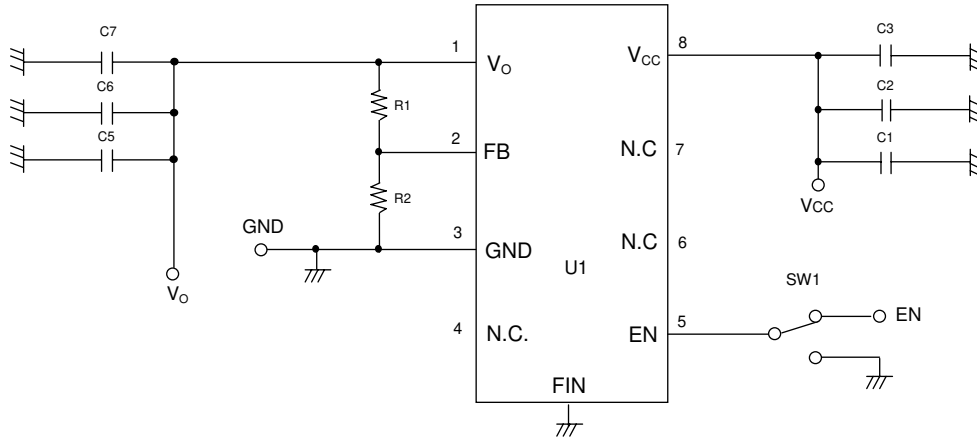 C7
C6
C5
Vo
GND
R1
R2
1
2
3
4
Vo
FB
GND
N.C.
U1
FIN
Vcc
N.C
N.C
EN
8
7
6
5
C3
C2
C1
Vcc
SW1
EN